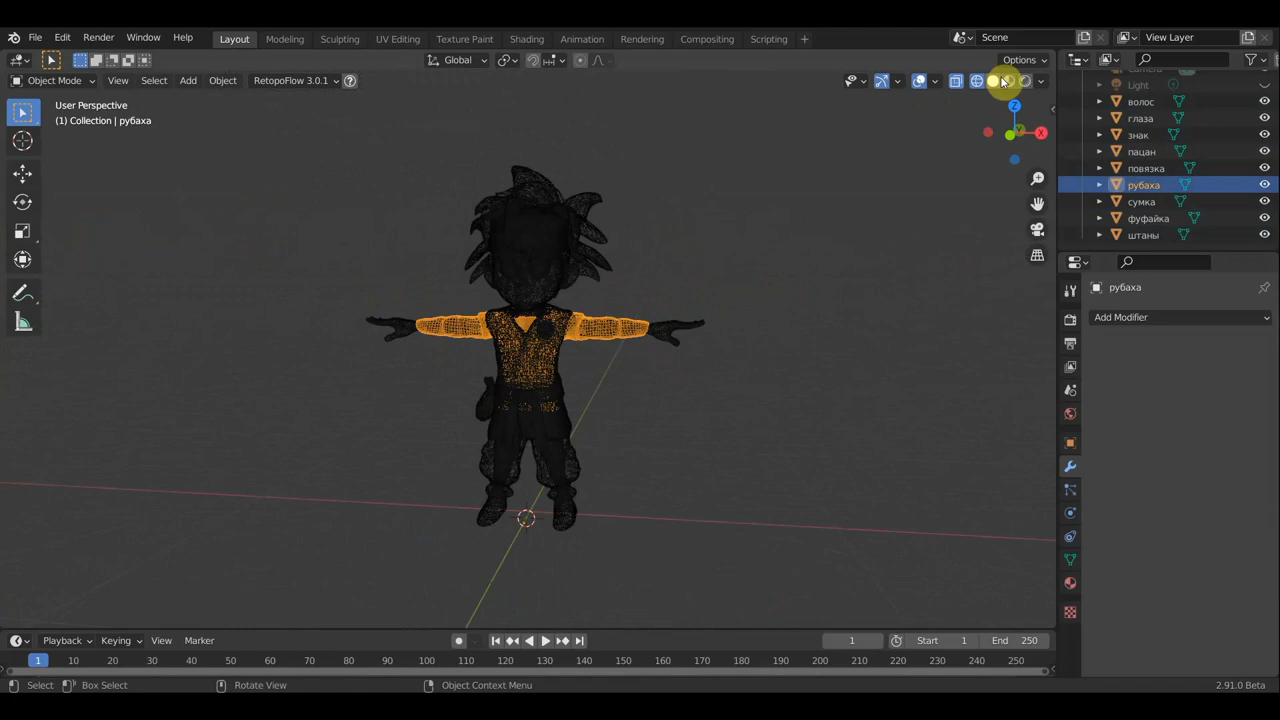 File Edit Render Window Help Layout Modeling Sculpting UV Editing Texture Paint Shading Animation Rendering Compositing Scripting + Scene View Layer
Global Options
Object Mode View Select Add Object RetopoFlow 3.0.1
User Perspective
(1) Collection | рубаха
Z
X
Light
волос
глаза
знак
пацан
повязка
рубаха
сумка
фуфайка
штаны
рубаха
Add Modifier
Playback Keying View Marker 1 Start 1 End 250
1 10 20 30 40 50 60 70 80 90 100 110 120 130 140 150 160 170 180 190 200 210 220 230 240 250
Select Box Select Rotate View Object Context Menu 2.91.0 Beta